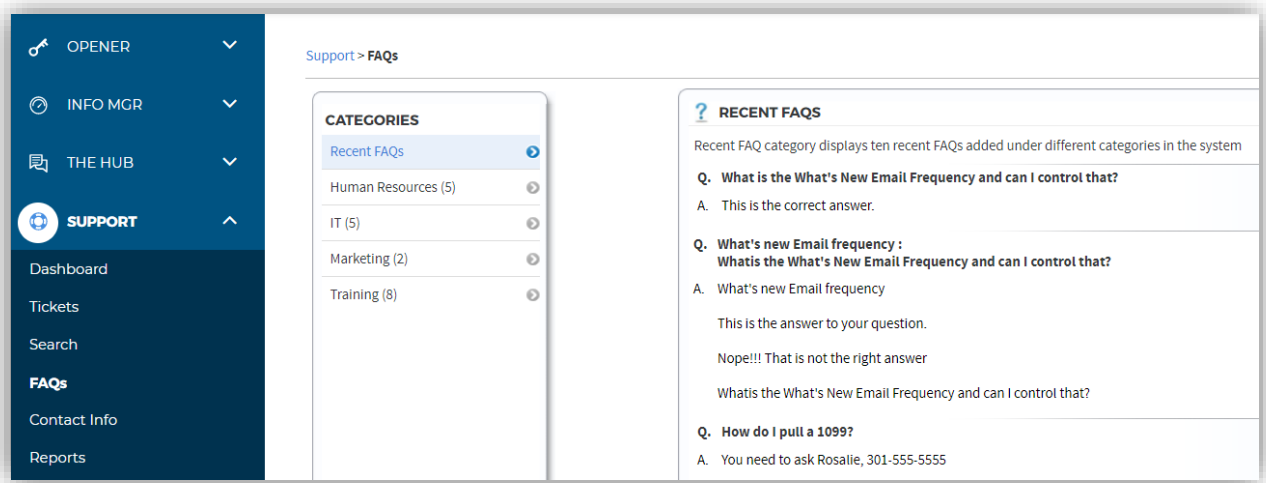 OPENER
INFO MGR
THE HUB
SUPPORT
Dashboard
Tickets
Search
FAQs
Contact Info
Reports
Support > FAQs
CATEGORIES
Recent FAQs
Human Resources (5)
IT (5)
Marketing (2)
Training (8)
? RECENT FAQS
Recent FAQ category displays ten recent FAQs added under different categories in the system
Q. What is the What's New Email Frequency and can I control that?
A. This is the correct answer.
Q. What's new Email frequency :
Whatis the What's New Email Frequency and can I control that?
A. What's new Email frequency
This is the answer to your question.
Nope!!! That is not the right answer
Whatis the What's New Email Frequency and can I control that?
Q. How do I pull a 1099?
A. You need to ask Rosalie, 301-555-5555